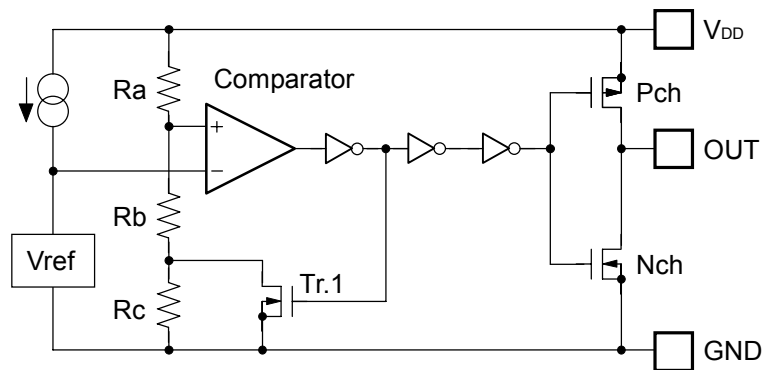 VDD
Ra
Comparator
Pch
+
−
OUT
Rb
Vref
Tr.1
Nch
Rc
GND